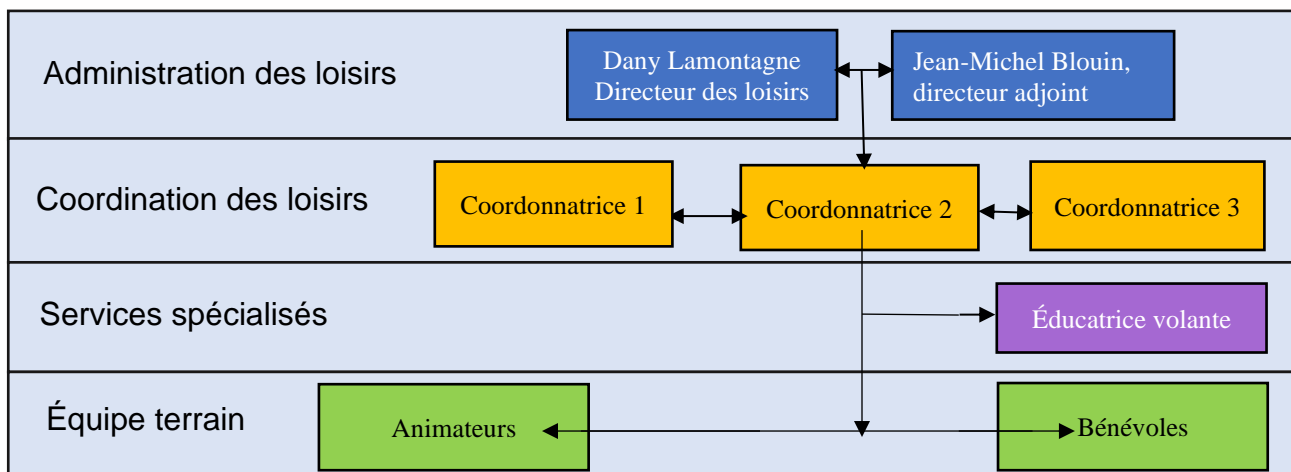 Administration des loisirs
Dany Lamontagne
Directeur des loisirs
Jean-Michel Blouin,
directeur adjoint
Coordination des loisirs
Coordonnatrice 1
Coordonnatrice 2
Coordonnatrice 3
Services spécialisés
Éducatrice volante
Équipe terrain
Animateurs
Bénévoles